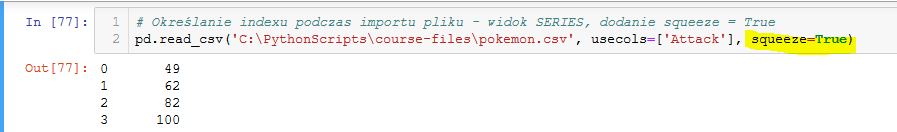 In [77]: 1 # Określanie indexu podczas importu pliku - widok SERIES, dodanie squeeze = True
2 pd.read_csv('C:\PythonScripts\course-files\pokemon.csv', usecols=['Attack'], squeeze=True)
Out[77]: 0 49
1 62
2 82
3 100